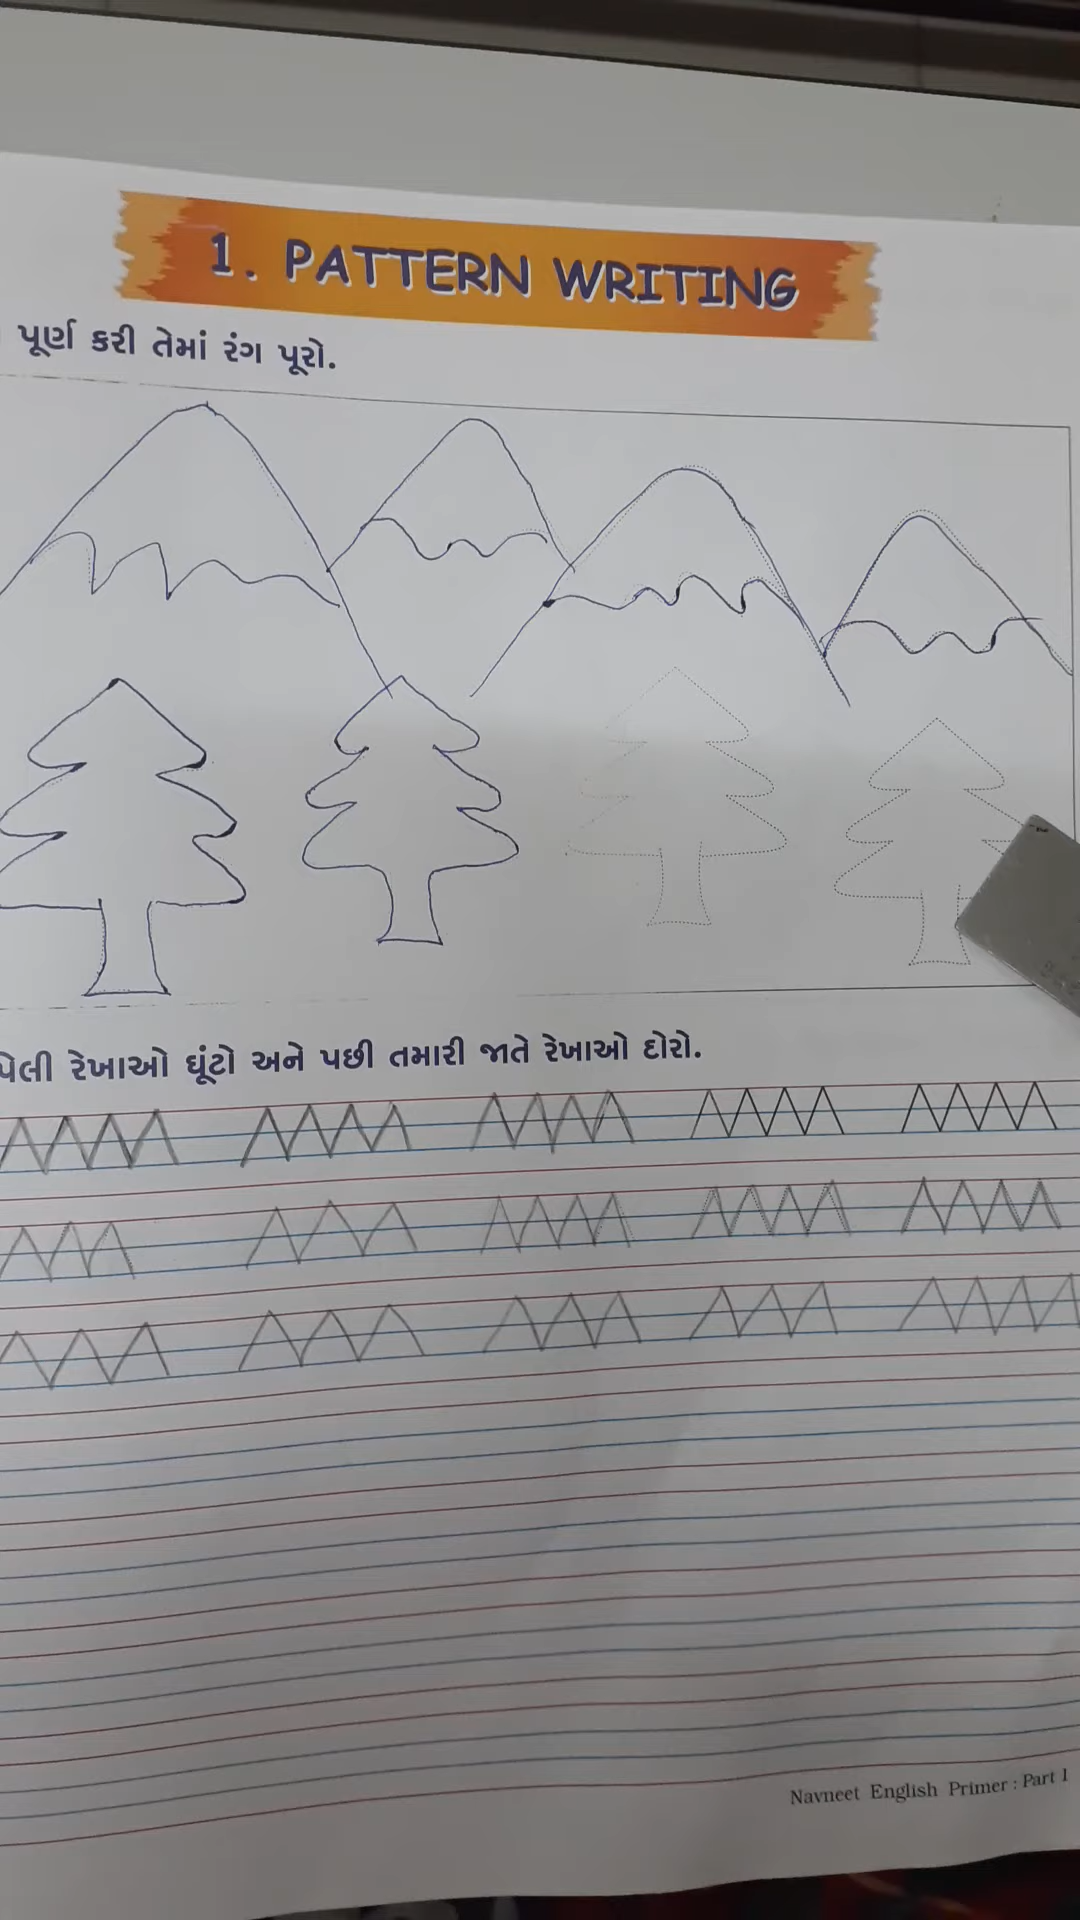 1. PATTERN WRITING
પૂર્ણ કરી તેમાં રંગ પૂરો.
રેખાઓ ઘૂંટો અને પછી તમારી જાતે રેખાઓ દોરો.
Navneet English Primer : Part 1